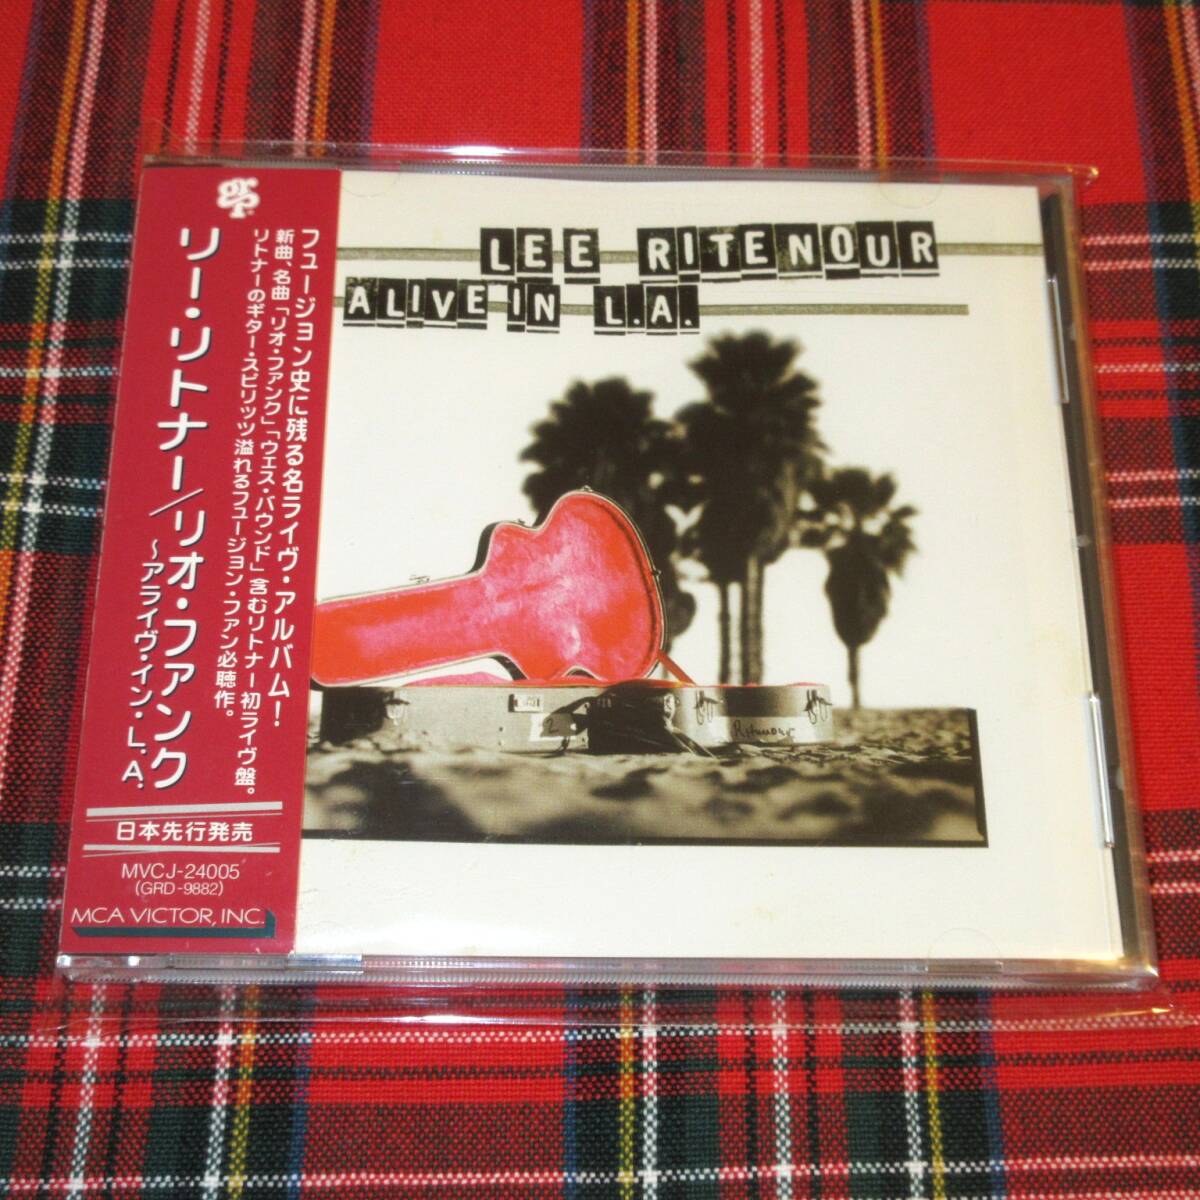 grp
フュージョン史に残る名ライヴ・アルバム!
新曲、名曲「リオ・ファンク」「ウェス・バウンド」含むリトナー初ライヴ盤。
リトナーのギター・スピリッツ溢れるフュージョン・ファン必聴作。
リー・リトナー/リオ・ファンク
~アライヴ・イン・L.A.
日本先行発売
MVCJ-24005
(GRD-9882)
MCA VICTOR, INC.
LEE RITENOUR
ALIVE IN L.A.
2
Ritenour